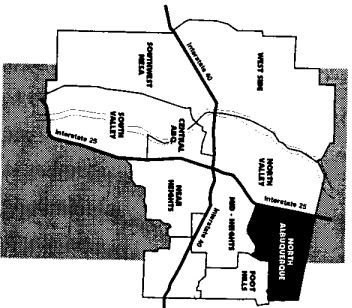 Interstate 40
WEST SIDE
SOUTHWEST
MESA
SOUTH
VALLEY
CENTRAL
ABQ.
NORTH
VALLEY
Interstate 25
Interstate 25
NEAR
HEIGHTS
MID-HEIGHTS
Interstate 40
FOOT
HILLS
NORTH
ALBUQUERQUE